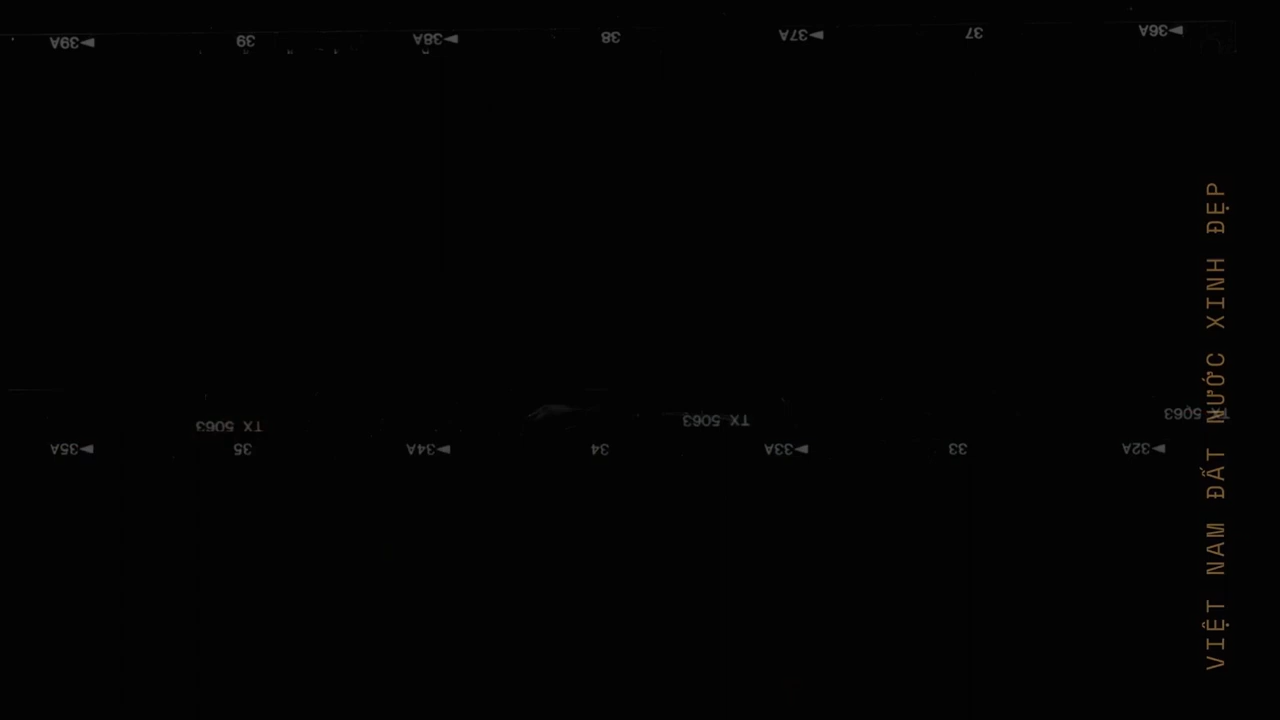 39A 39 38A 38 37A 37 36A
TX 5063 TX 5063 TX 5063
35A 35 34A 34 33A 33 32A
VIỆT NAM ĐẤT NƯỚC XINH ĐẸP